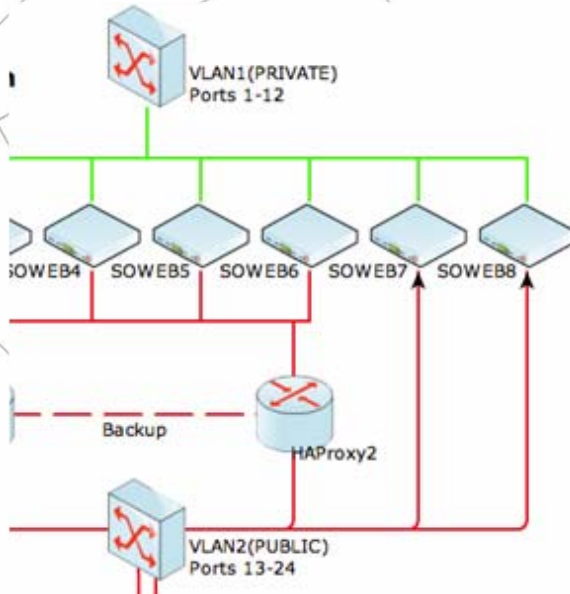 VLAN1(PRIVATE)
Ports 1-12
SOWEB4
SOWEB5
SOWEB6
SOWEB7
SOWEB8
Backup
HAProxy2
VLAN2(PUBLIC)
Ports 13-24